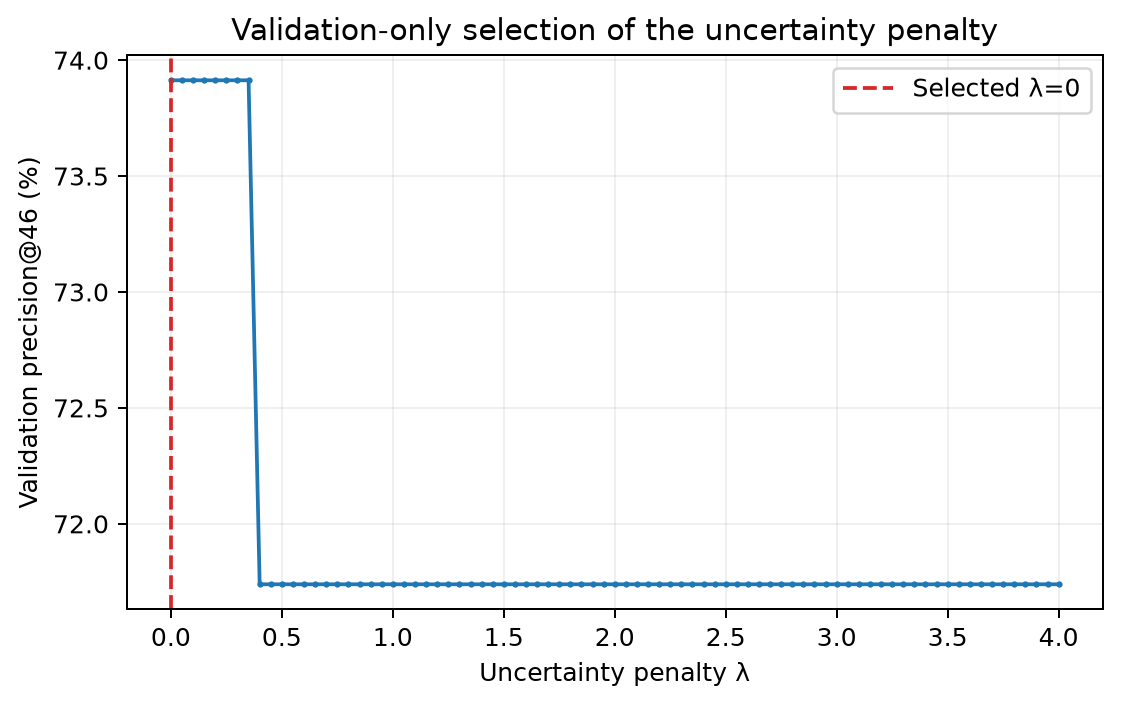 Validation-only selection of the uncertainty penalty
Selected λ=0
Validation precision@46 (%)
74.0
73.5
73.0
72.5
72.0
0.0 0.5 1.0 1.5 2.0 2.5 3.0 3.5 4.0
Uncertainty penalty λ